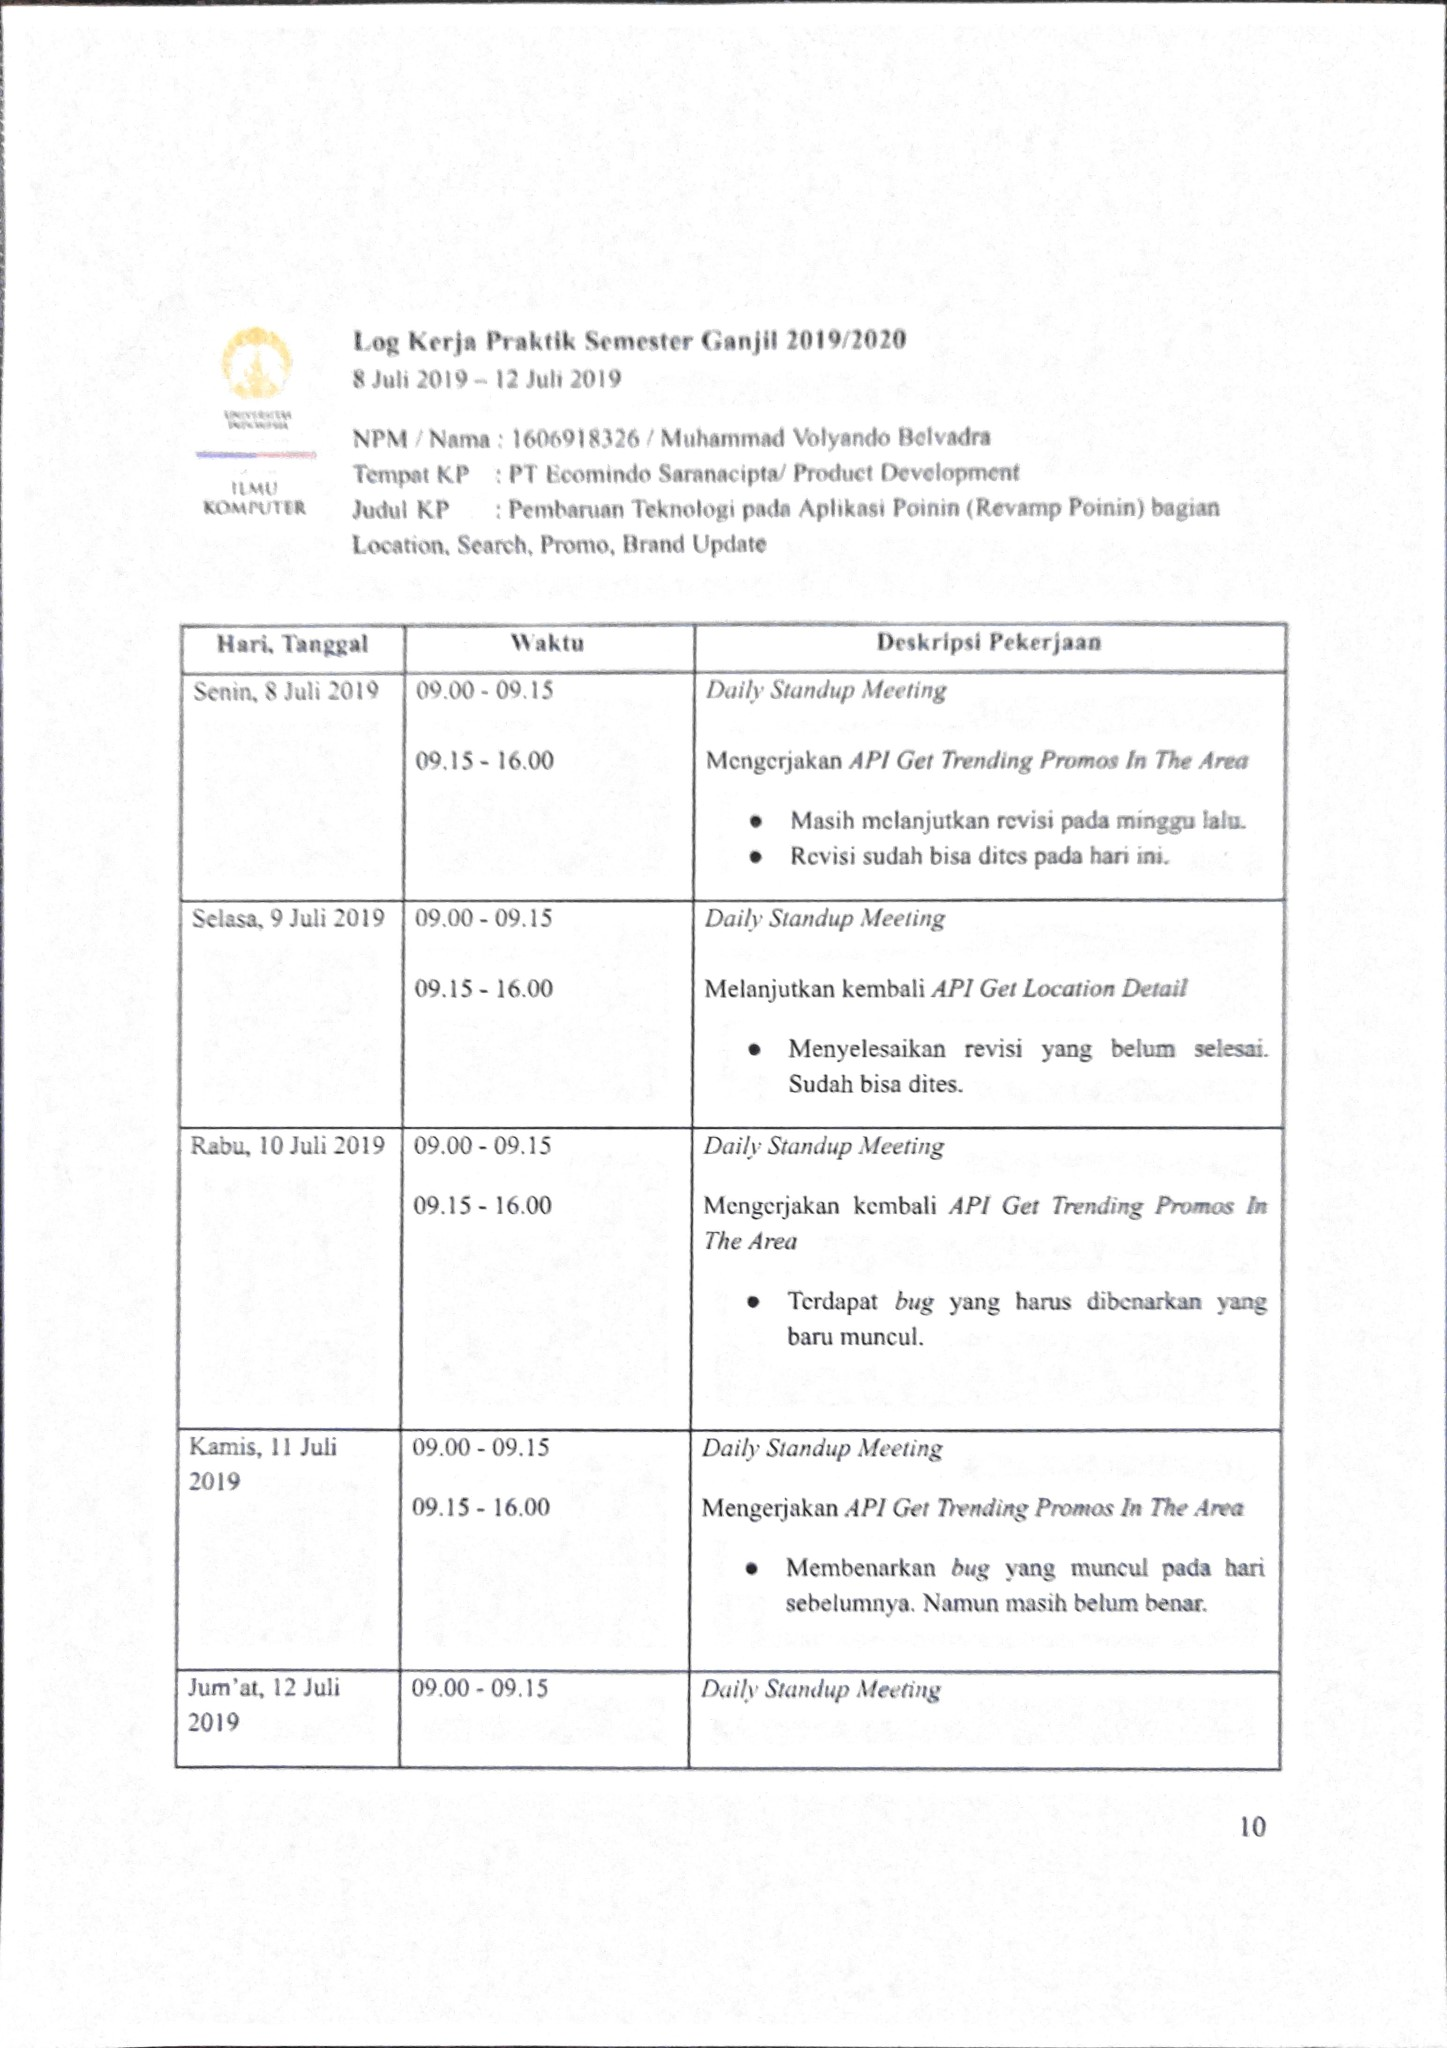 Log Kerja Praktik Semester Ganjil 2019/2020
8 Juli 2019 – 12 Juli 2019
UNIVERSITAS
INDONESIA
ILMU
KOMPUTER
NPM / Nama : 1606918326 / Muhammad Volyando Belvadra
Tempat KP : PT Ecomindo Saranacipta/ Product Development
Judul KP : Pembaruan Teknologi pada Aplikasi Poinin (Revamp Poinin) bagian
Location, Search, Promo, Brand Update
Hari, Tanggal Waktu Deskripsi Pekerjaan
Senin, 8 Juli 2019 09.00 - 09.15 Daily Standup Meeting
09.15 - 16.00 Mengerjakan API Get Trending Promos In The Area
● Masih melanjutkan revisi pada minggu lalu.
● Revisi sudah bisa dites pada hari ini.
Selasa, 9 Juli 2019 09.00 - 09.15 Daily Standup Meeting
09.15 - 16.00 Melanjutkan kembali API Get Location Detail
● Menyelesaikan revisi yang belum selesai.
Sudah bisa dites.
Rabu, 10 Juli 2019 09.00 - 09.15 Daily Standup Meeting
09.15 - 16.00 Mengerjakan kembali API Get Trending Promos In
The Area
● Terdapat bug yang harus dibenarkan yang
baru muncul.
Kamis, 11 Juli 09.00 - 09.15 Daily Standup Meeting
2019
09.15 - 16.00 Mengerjakan API Get Trending Promos In The Area
● Membenarkan bug yang muncul pada hari
sebelumnya. Namun masih belum benar.
Jum'at, 12 Juli 09.00 - 09.15 Daily Standup Meeting
2019
10